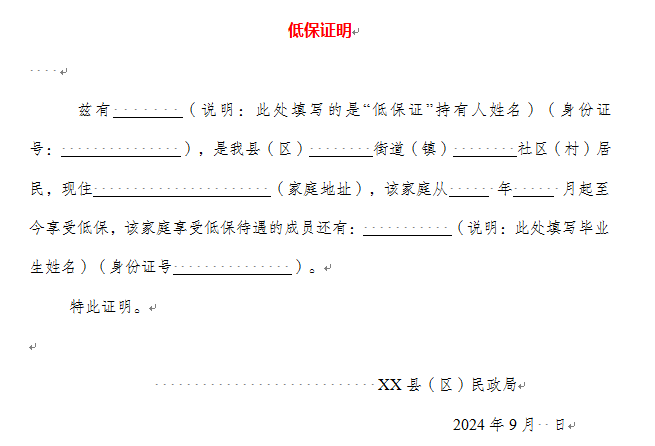 低保证明
兹有_______（说明：此处填写的是“低保证”持有人姓名）（身份证
号：_______________），是我县（区）________街道（镇）________社区（村）居
民，现住______________________（家庭地址），该家庭从_____ 年_____ 月起至
今享受低保，该家庭享受低保待遇的成员还有：___________（说明：此处填写毕业
生姓名）（身份证号_______________）。
特此证明。
XX 县（区）民政局
2024 年 9 月  日